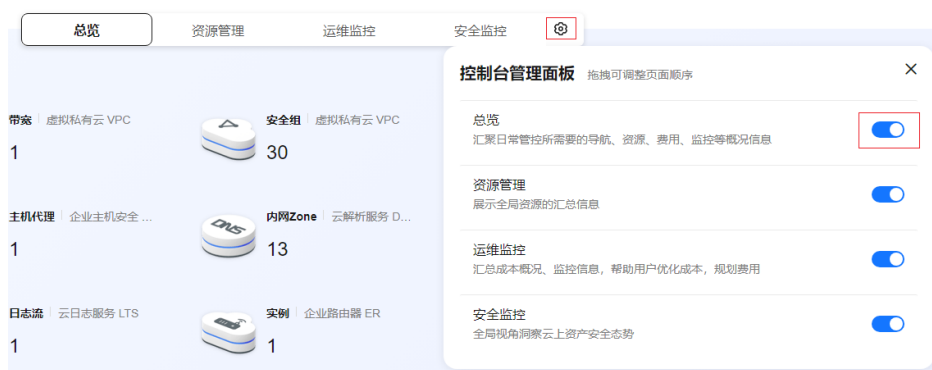 总览 资源管理 运维监控 安全监控
控制台管理面板 拖拽可调整页面顺序
带宽 虚拟私有云 VPC
1
安全组 虚拟私有云 VPC
30
主机代理 企业主机安全 ...
1
DNS
内网Zone 云解析服务 D...
13
日志流 云日志服务 LTS
1
实例 企业路由器 ER
1
总览
汇聚日常管控所需要的导航、资源、费用、监控等概况信息
资源管理
展示全局资源的汇总信息
运维监控
汇总成本概况、监控信息，帮助用户优化成本，规划费用
安全监控
全局视角洞察云上资产安全态势